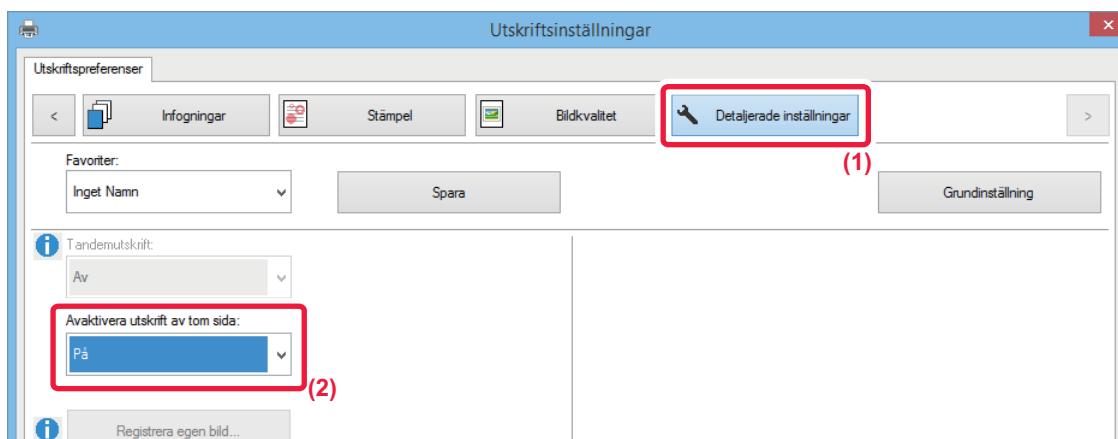 Utskriftsinställningar
Utskriftspreferenser
< Infogningar Stämpel Bildkvalitet Detaljerade inställningar >
(1)
Favoriter:
Inget Namn Spara Grundinställning
Tandemutskrift:
Av
Avaktivera utskrift av tom sida:
På
(2)
Registrera egen bild...